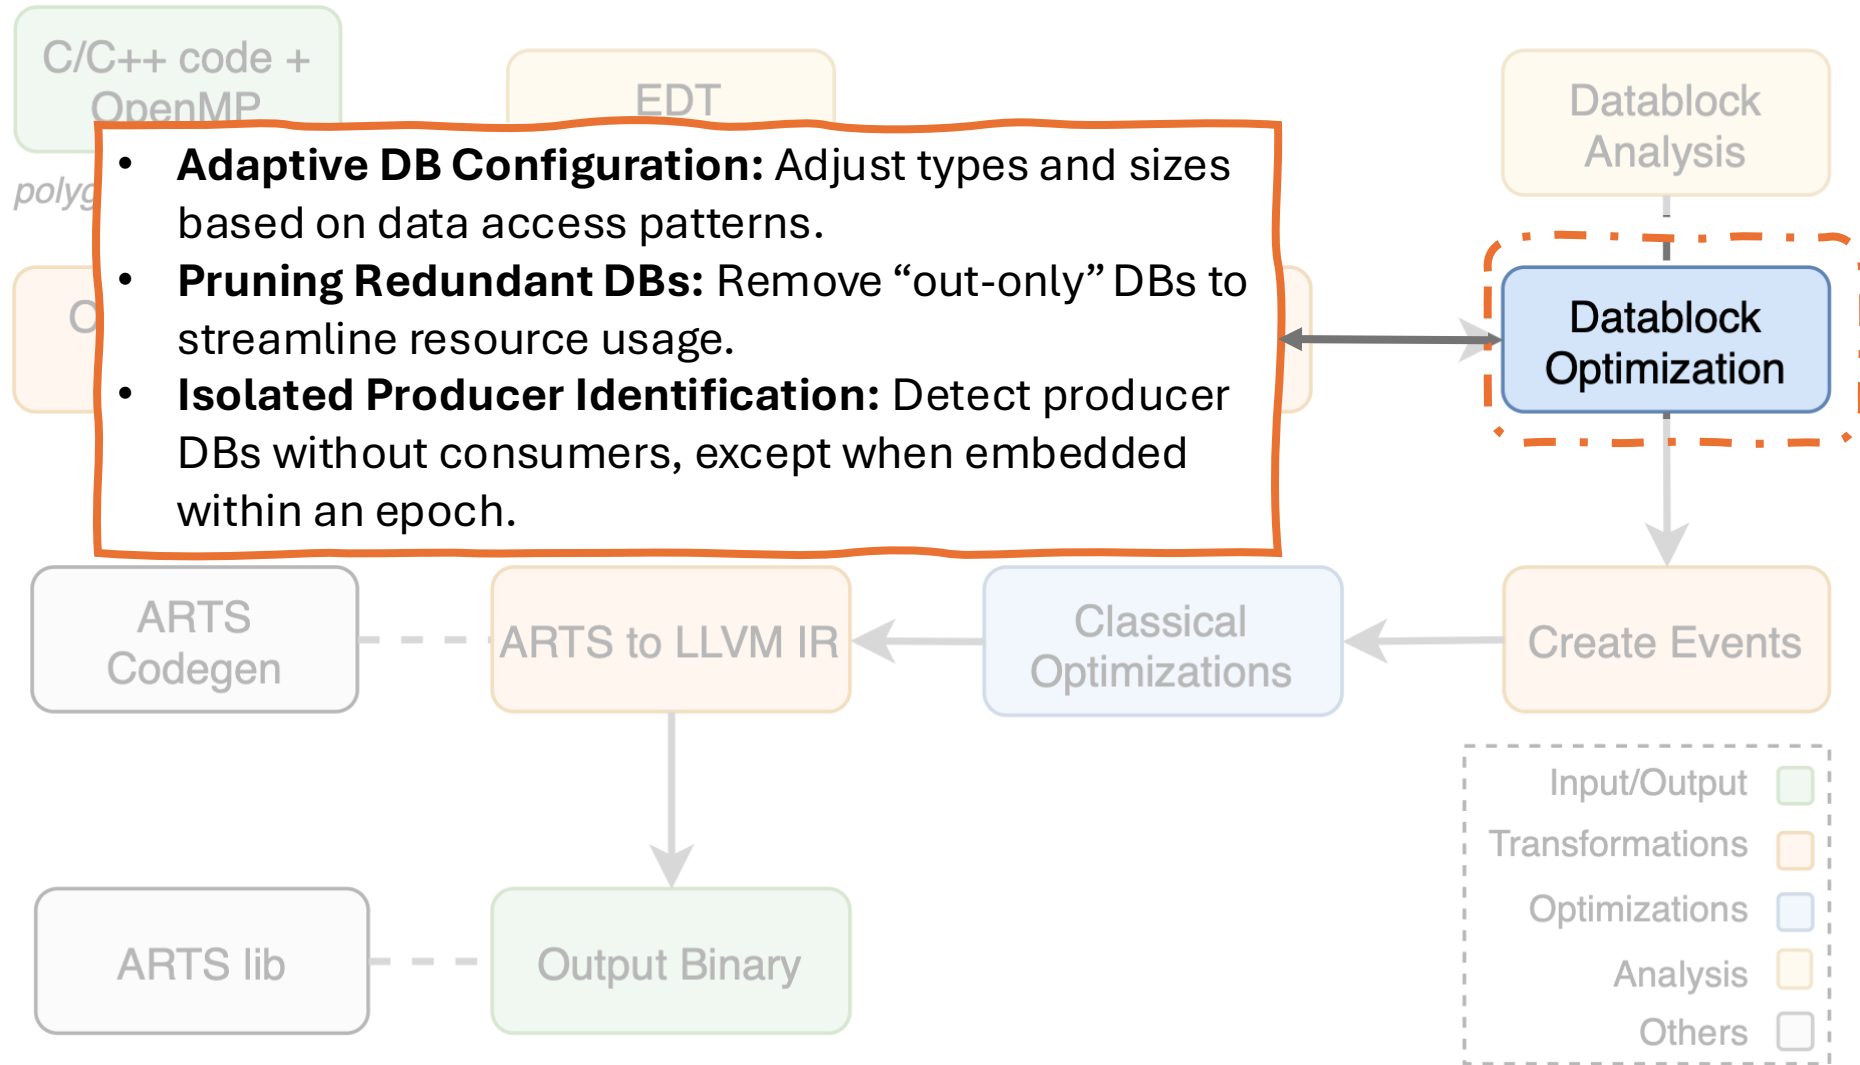 C/C++ code +
OpenMP
EDT
Datablock
Analysis
• Adaptive DB Configuration: Adjust types and sizes
based on data access patterns.
• Pruning Redundant DBs: Remove “out-only” DBs to
streamline resource usage.
• Isolated Producer Identification: Detect producer
DBs without consumers, except when embedded
within an epoch.
Datablock
Optimization
ARTS
Codegen
ARTS to LLVM IR
Classical
Optimizations
Create Events
ARTS lib
Output Binary
Input/Output
Transformations
Optimizations
Analysis
Others